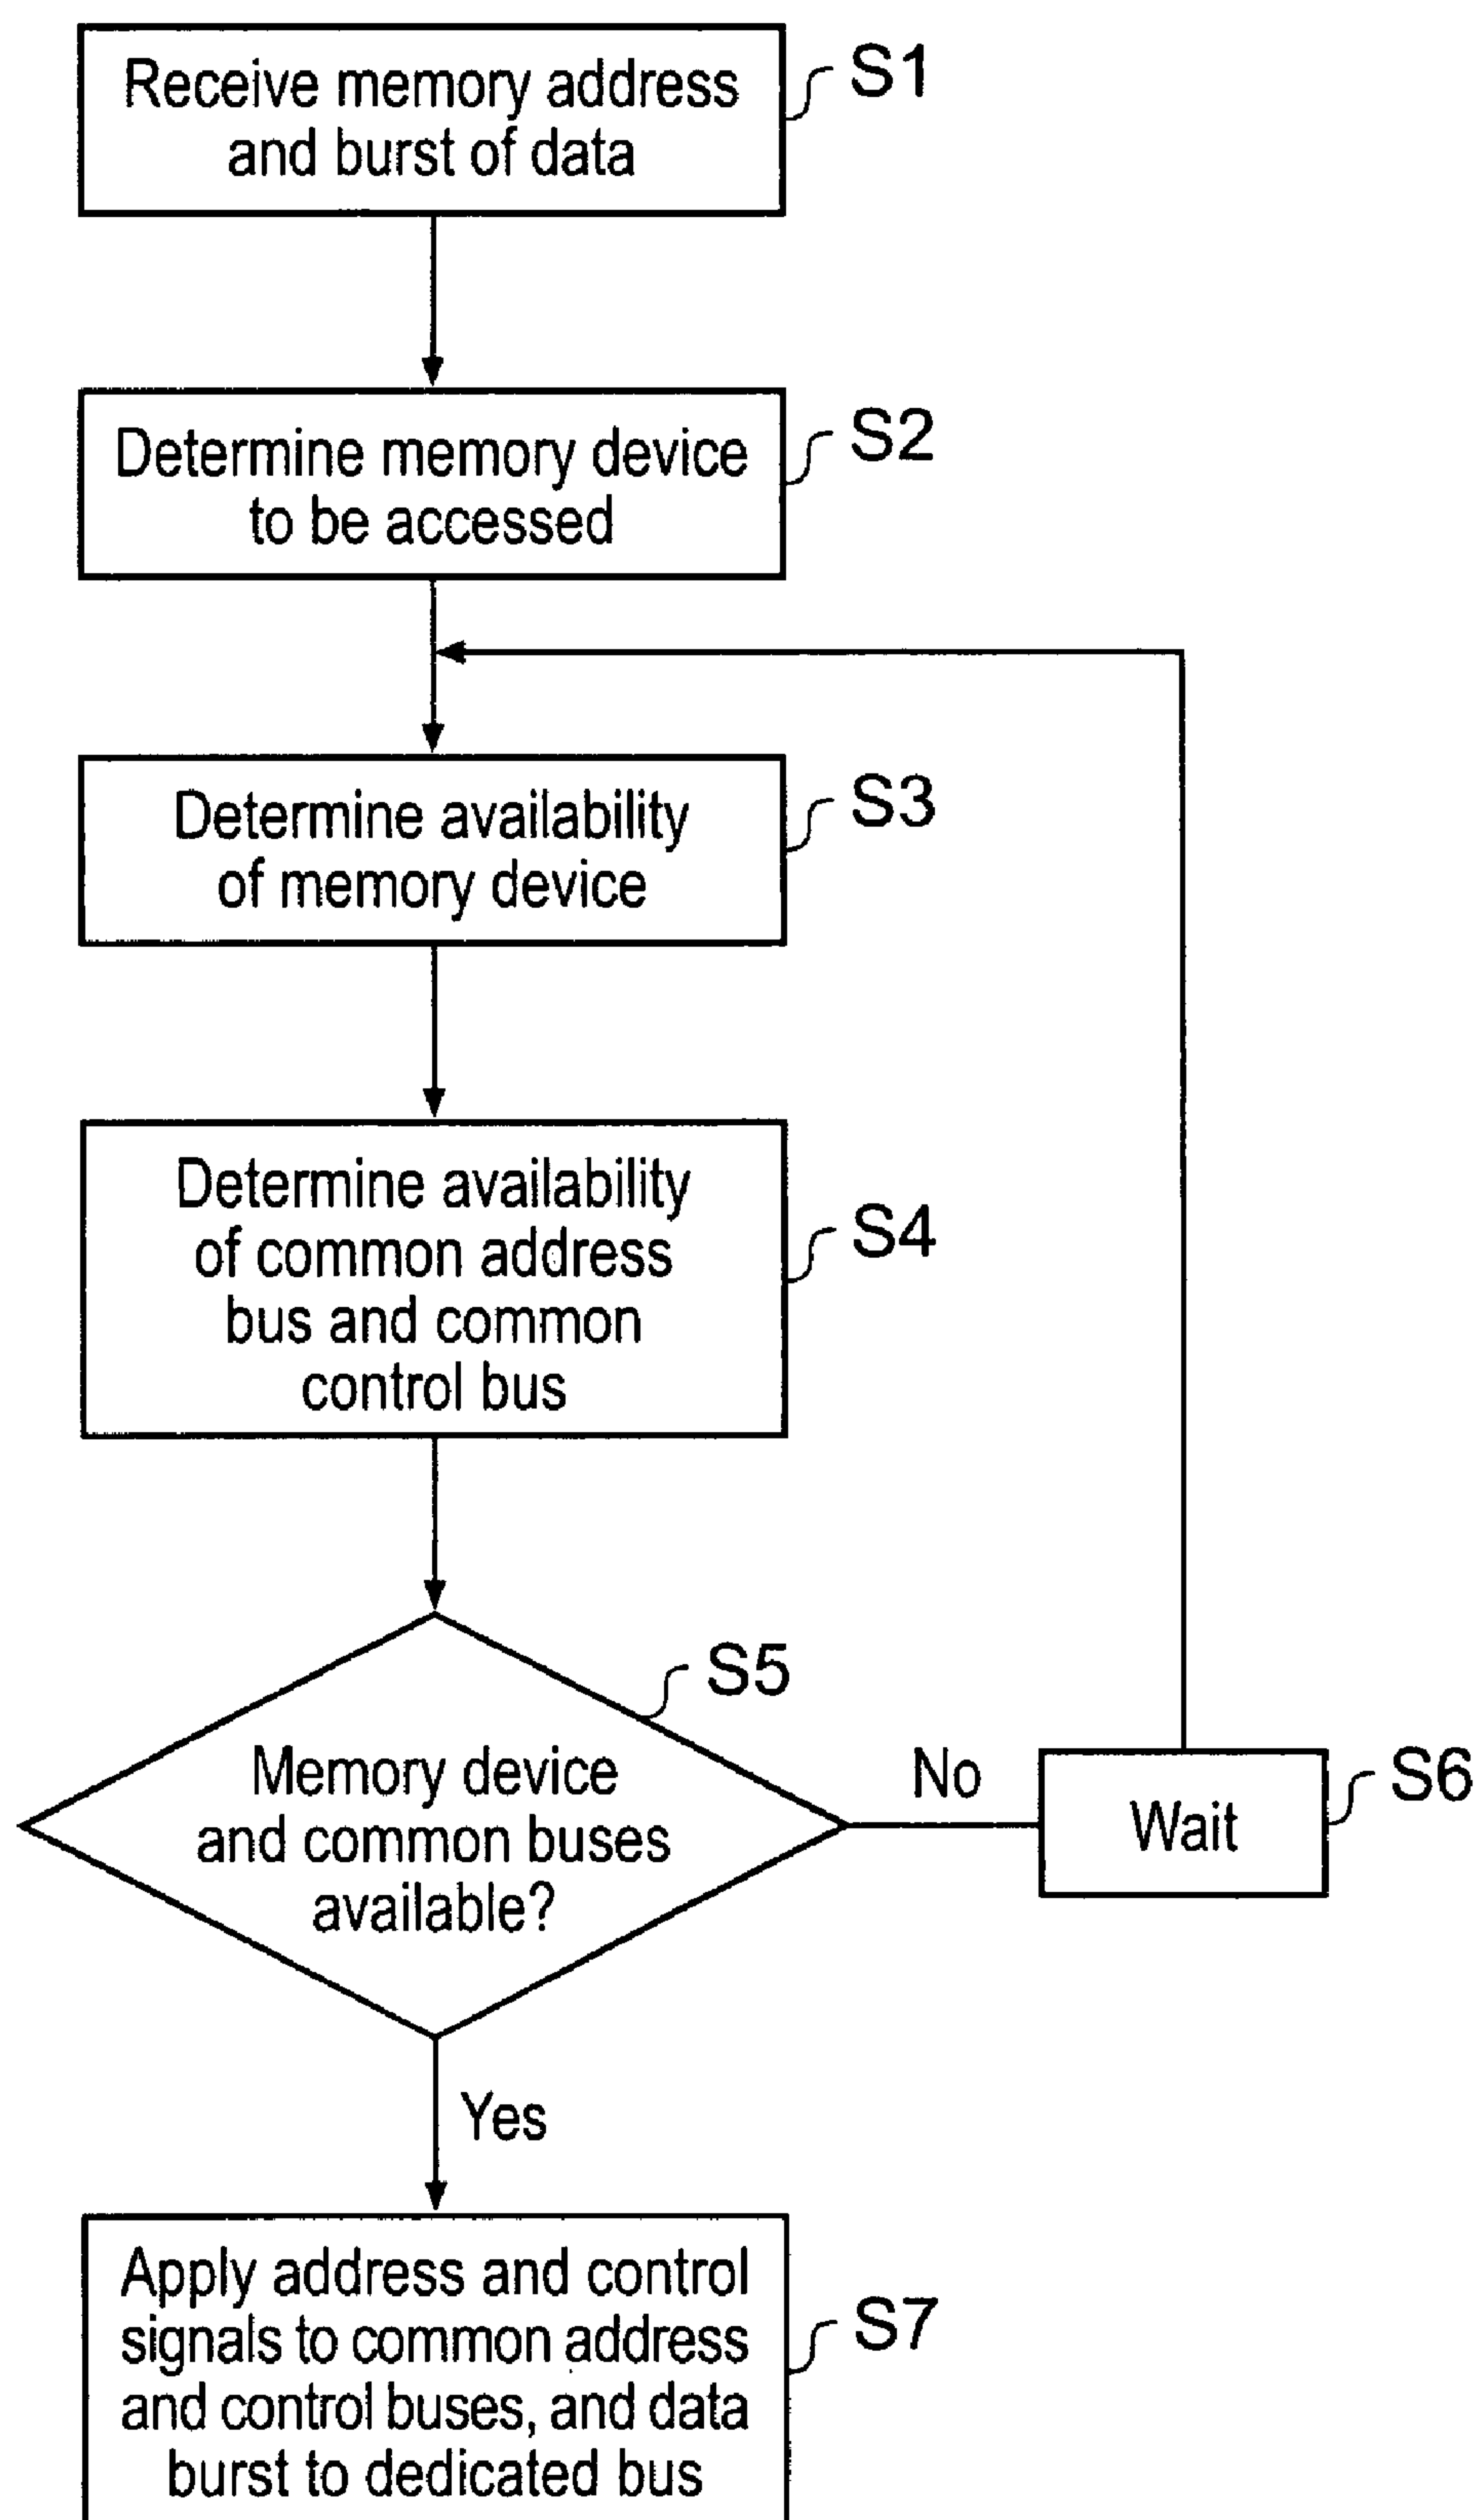 Receive memory address
and burst of data
S1
Determine memory device
to be accessed
S2
Determine availability
of memory device
S3
Determine availability
of common address
bus and common
control bus
S4
Memory device
and common buses
available?
S5
No
Wait
S6
Yes
Apply address and control
signals to common address
and control buses, and data
burst to dedicated bus
S7